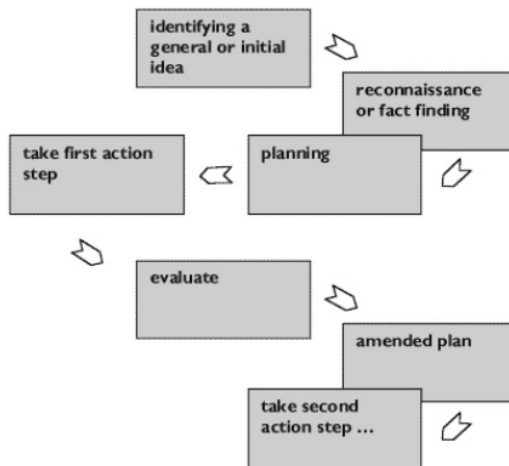 identifying a
general or initial
idea
reconnaissance
or fact finding
planning
take first action
step
evaluate
amended plan
take second
action step ...